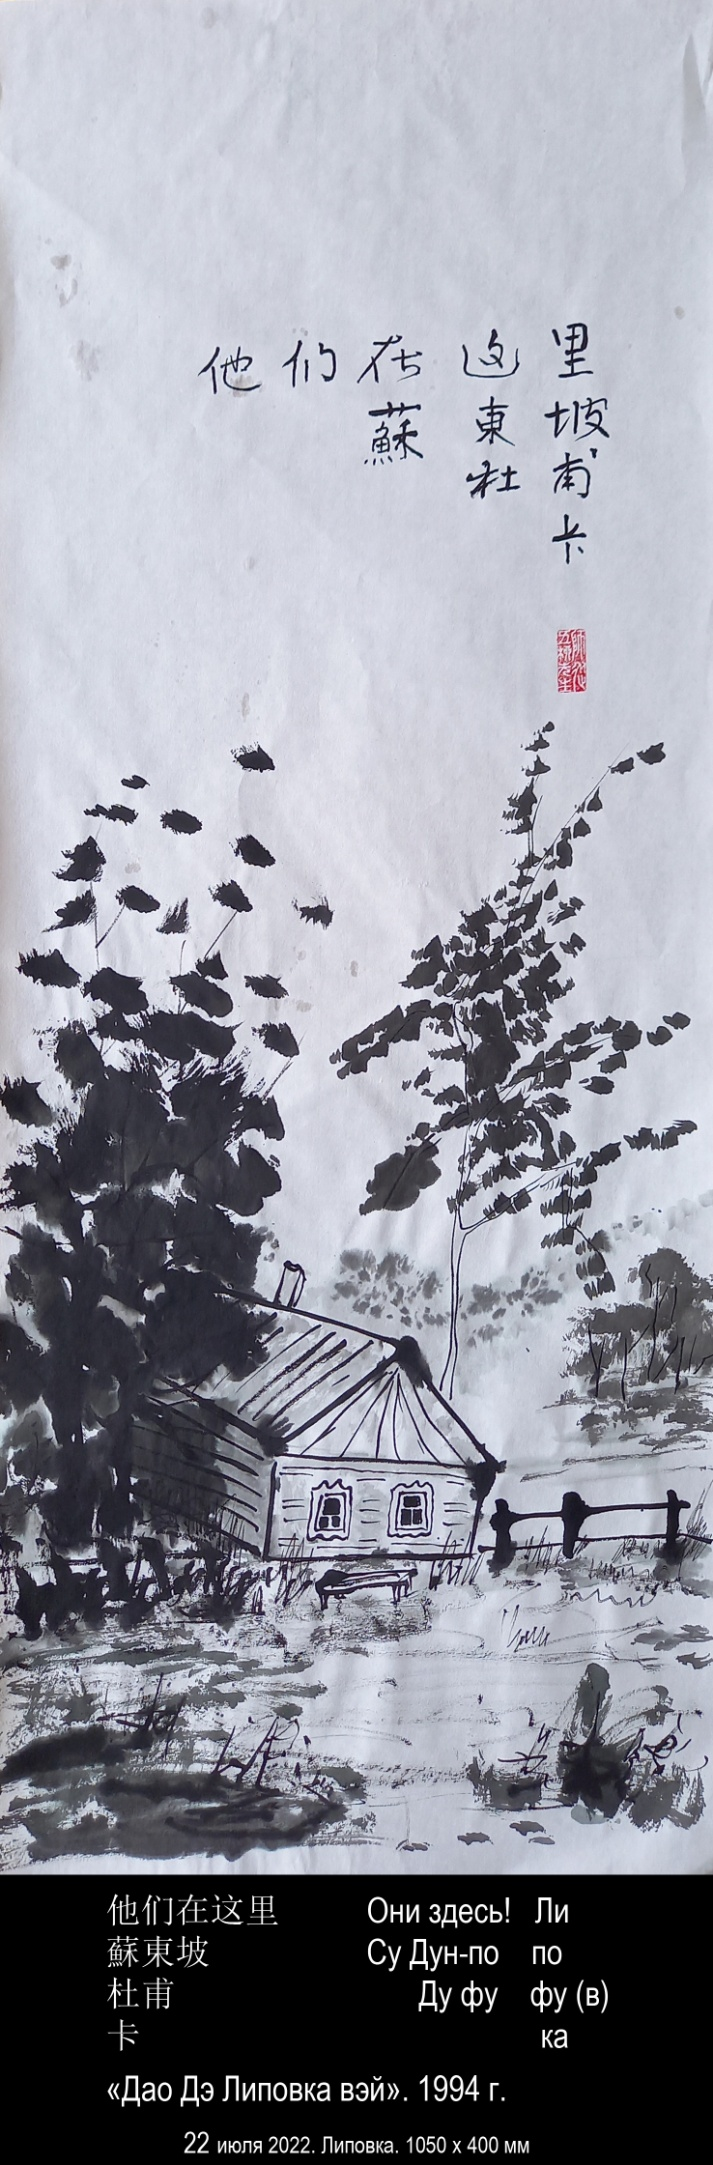 他们在这里
蘇東坡
杜甫
卡
他们在这里
蘇東坡
杜甫
卡
Они здесь! Ли
Су Дун-по по
Ду фу фу (в)
ка
«Дао Дэ Липовка вэй». 1994 г.
22 июля 2022. Липовка. 1050 х 400 мм